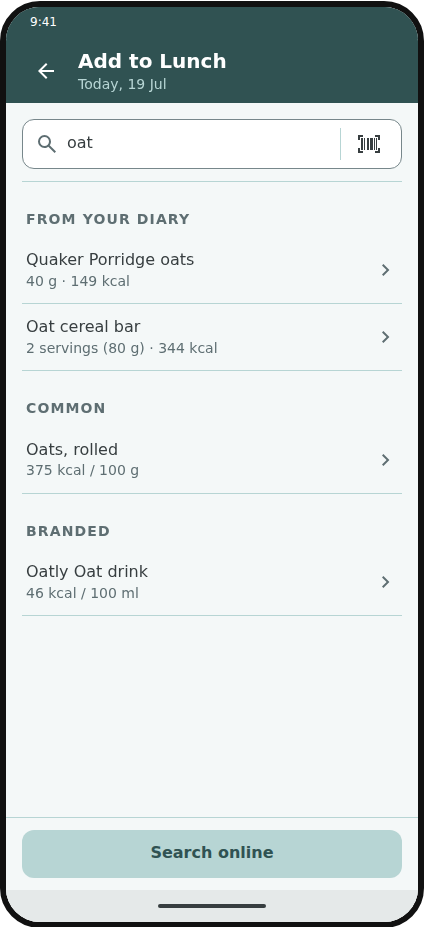 9:41
Add to Lunch
Today, 19 Jul
oat
FROM YOUR DIARY
Quaker Porridge oats
40 g · 149 kcal
Oat cereal bar
2 servings (80 g) · 344 kcal
COMMON
Oats, rolled
375 kcal / 100 g
BRANDED
Oatly Oat drink
46 kcal / 100 ml
Search online